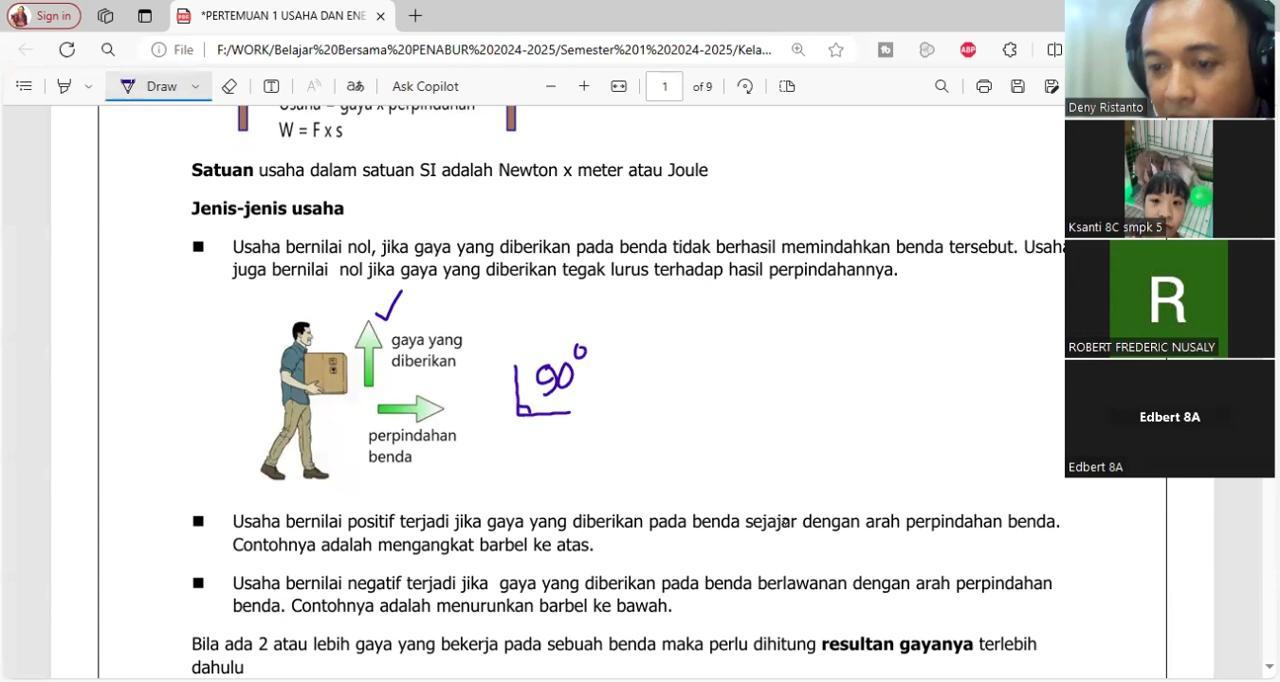 Sign in
*PERTEMUAN 1 USAHA DAN ENE
File
F:/WORK/Belajar%20Bersama%20PENABUR%202024-2025/Semester%201%202024-2025/Kela...
ABP
Draw
Ask Copilot
1 of 9
Usaha = gaya x perpindahan
W = F x s
Satuan usaha dalam satuan SI adalah Newton x meter atau Joule
Jenis-jenis usaha
Usaha bernilai nol, jika gaya yang diberikan pada benda tidak berhasil memindahkan benda tersebut. Usaha
juga bernilai nol jika gaya yang diberikan tegak lurus terhadap hasil perpindahannya.
gaya yang
diberikan
90°
perpindahan
benda
Usaha bernilai positif terjadi jika gaya yang diberikan pada benda sejajar dengan arah perpindahan benda.
Contohnya adalah mengangkat barbel ke atas.
Usaha bernilai negatif terjadi jika gaya yang diberikan pada benda berlawanan dengan arah perpindahan
benda. Contohnya adalah menurunkan barbel ke bawah.
Bila ada 2 atau lebih gaya yang bekerja pada sebuah benda maka perlu dihitung resultan gayanya terlebih
dahulu
Deny Ristanto
Ksanti 8C smpk 5
R
ROBERT FREDERIC NUSALY
Edbert 8A
Edbert 8A